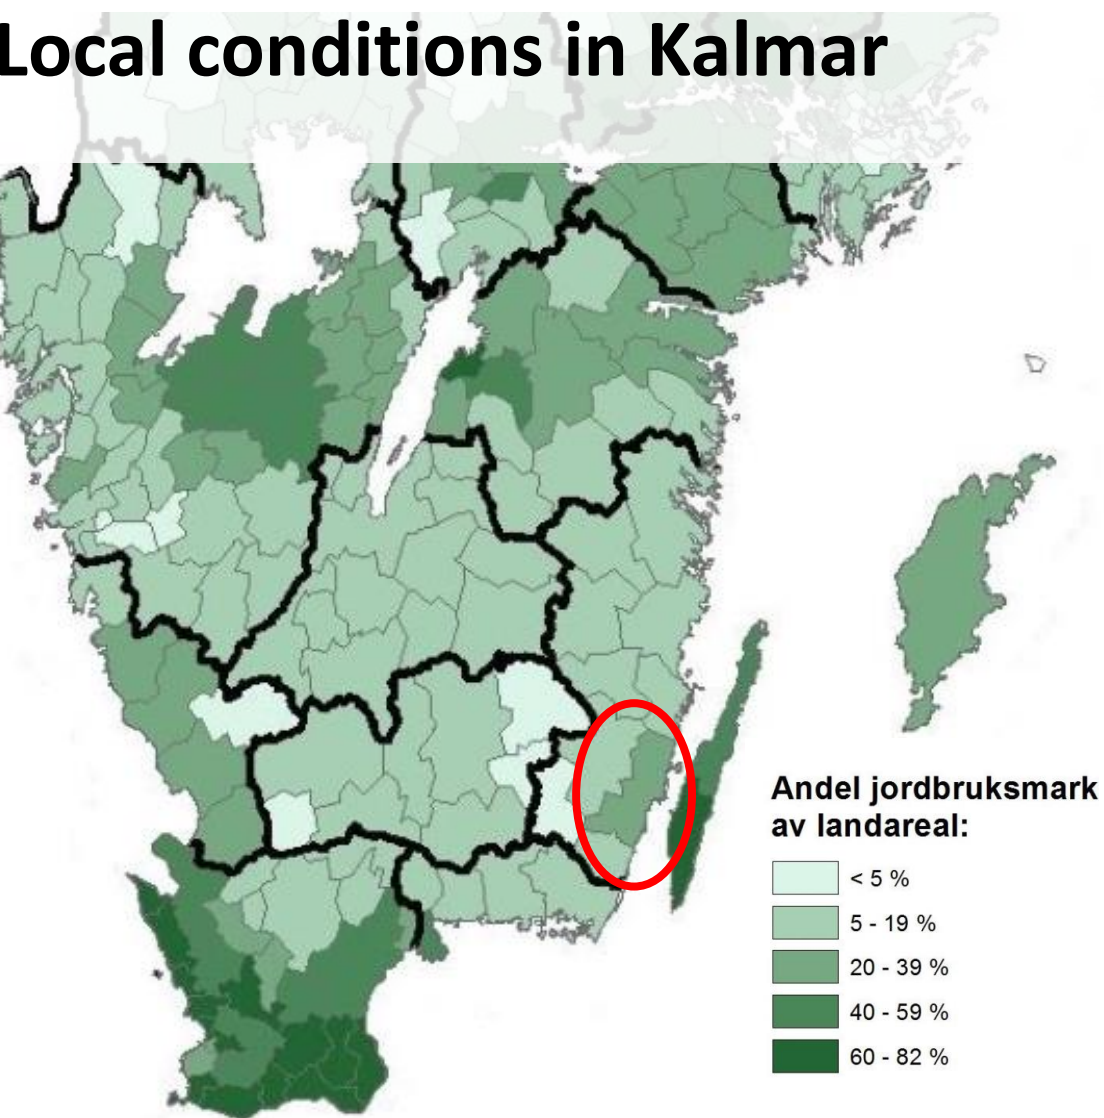 Local conditions in Kalmar
Andel jordbruksmark
av landareal:
< 5 %
5 - 19 %
20 - 39 %
40 - 59 %
60 - 82 %